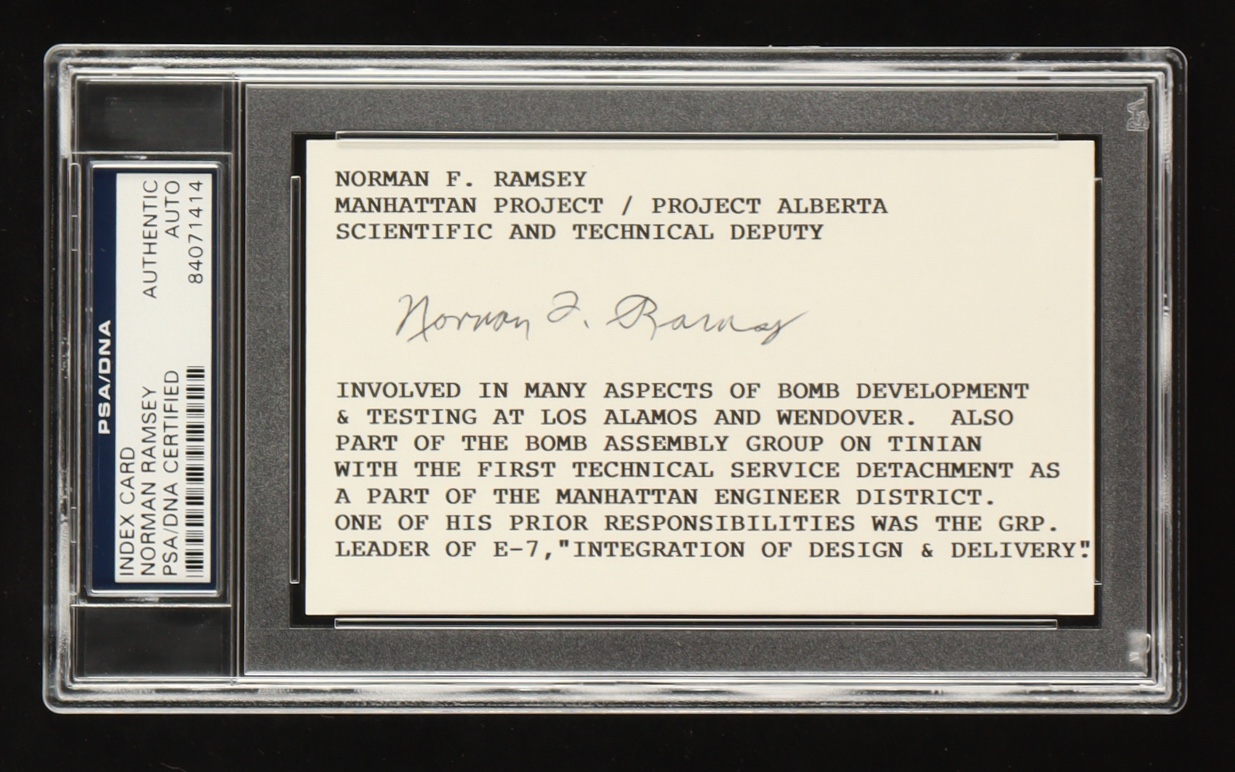 PSA/DNA
INDEX CARD
NORMAN RAMSEY
PSA/DNA CERTIFIED
AUTHENTIC
AUTO
84071414
NORMAN F. RAMSEY
MANHATTAN PROJECT / PROJECT ALBERTA
SCIENTIFIC AND TECHNICAL DEPUTY
Norman F. Ramsey
INVOLVED IN MANY ASPECTS OF BOMB DEVELOPMENT
& TESTING AT LOS ALAMOS AND WENDOVER.  ALSO
PART OF THE BOMB ASSEMBLY GROUP ON TINIAN
WITH THE FIRST TECHNICAL SERVICE DETACHMENT AS
A PART OF THE MANHATTAN ENGINEER DISTRICT.
ONE OF HIS PRIOR RESPONSIBILITIES WAS THE GRP.
LEADER OF E-7,"INTEGRATION OF DESIGN & DELIVERY".